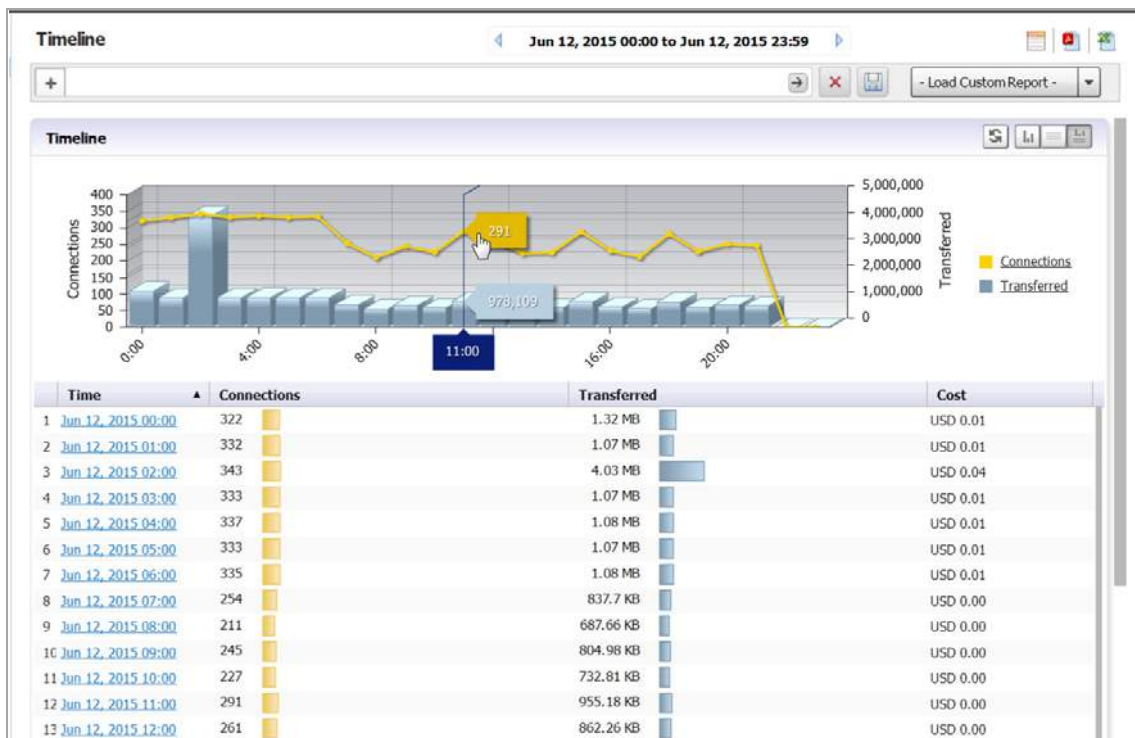 Timeline
Jun 12, 2015 00:00 to Jun 12, 2015 23:59
- Load Custom Report -
Timeline
400
350
300
250
200
150
100
50
0
Connections
291
978,109
5,000,000
4,000,000
3,000,000
2,000,000
1,000,000
0
Transferred
Connections
Transferred
0:00 4:00 8:00 11:00 16:00 20:00
Time Connections Transferred Cost
1 Jun 12, 2015 00:00 322 1.32 MB USD 0.01
2 Jun 12, 2015 01:00 332 1.07 MB USD 0.01
3 Jun 12, 2015 02:00 343 4.03 MB USD 0.04
4 Jun 12, 2015 03:00 333 1.07 MB USD 0.01
5 Jun 12, 2015 04:00 337 1.08 MB USD 0.01
6 Jun 12, 2015 05:00 333 1.07 MB USD 0.01
7 Jun 12, 2015 06:00 335 1.08 MB USD 0.01
8 Jun 12, 2015 07:00 254 837.7 KB USD 0.00
9 Jun 12, 2015 08:00 211 687.66 KB USD 0.00
10 Jun 12, 2015 09:00 245 804.98 KB USD 0.00
11 Jun 12, 2015 10:00 227 732.81 KB USD 0.00
12 Jun 12, 2015 11:00 291 955.18 KB USD 0.00
13 Jun 12, 2015 12:00 261 862.26 KB USD 0.00